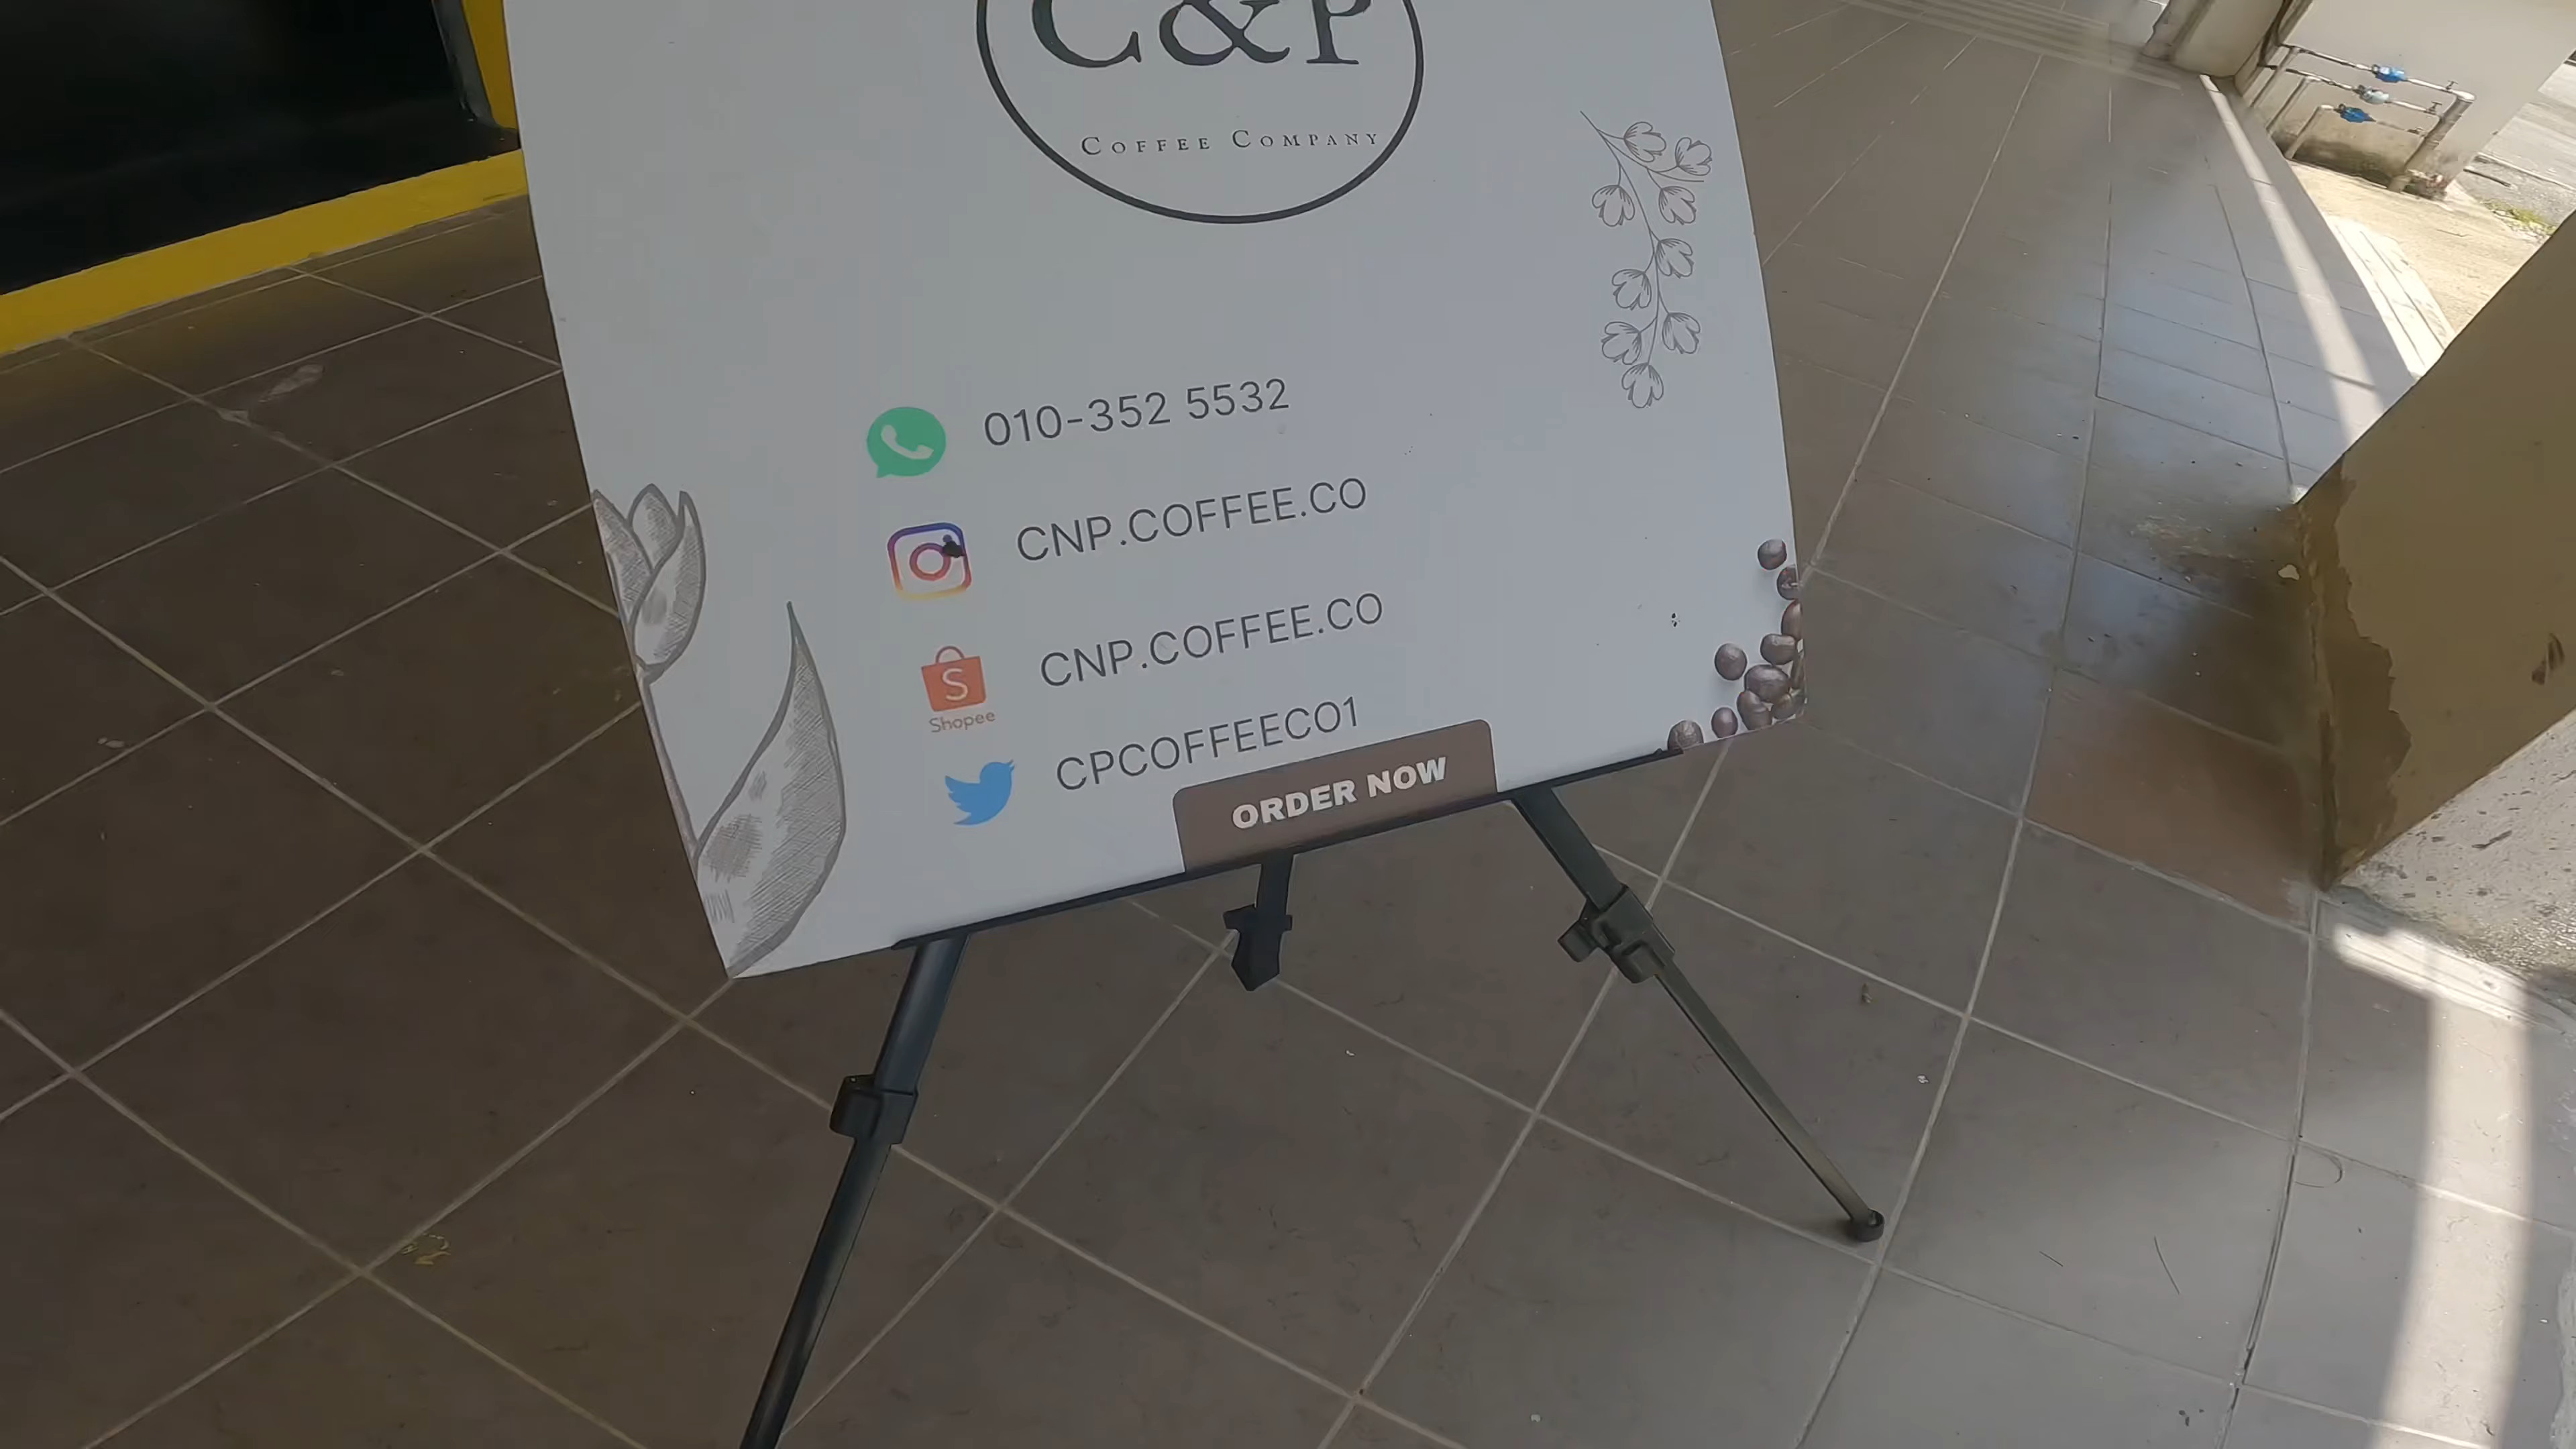 C&P
COFFEE COMPANY
010-352 5532
CNP.COFFEE.CO
CNP.COFFEE.CO
Shopee
CPCOFFEECO1
ORDER NOW